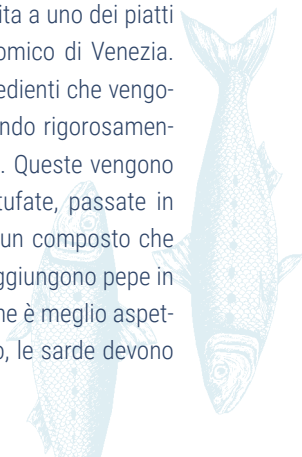 ita a uno dei piatti
omico di Venezia.
edienti che vengo-
ndo rigorosamen-
. Queste vengono
tufate, passate in
un composto che
ggiungono pepe in
he è meglio aspet-
o, le sarde devono